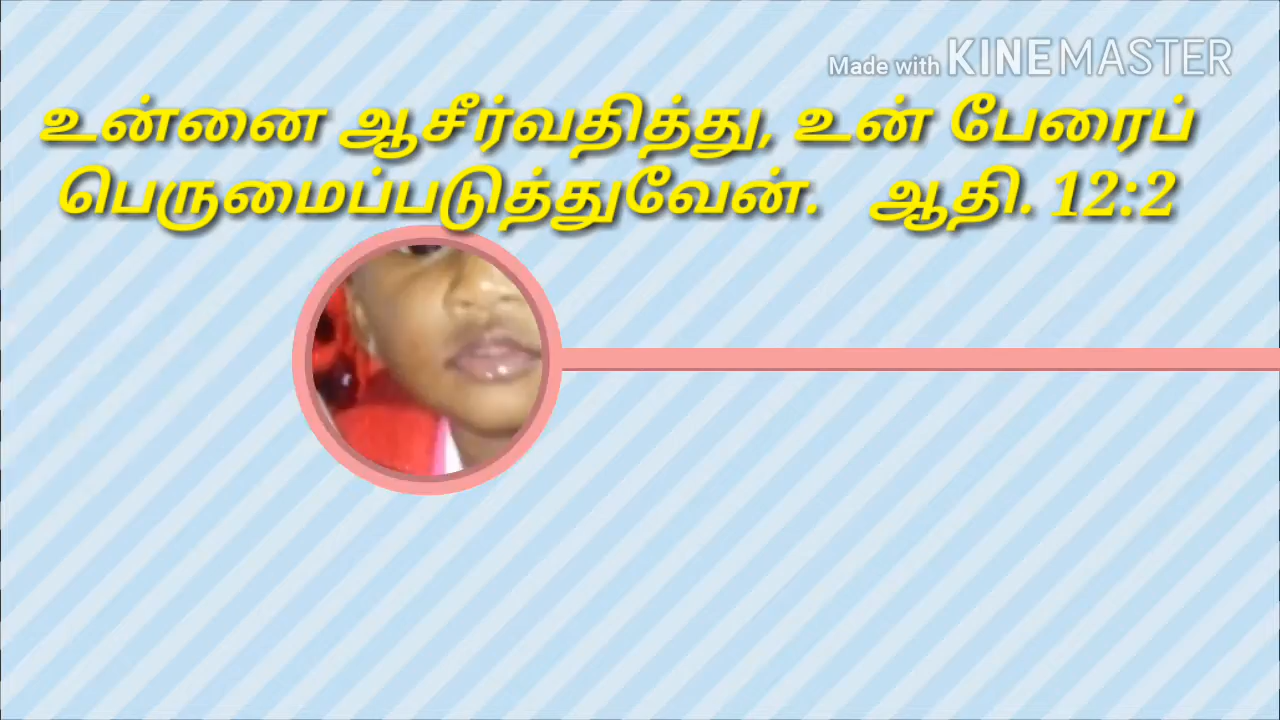 Made with KINEMASTER
உன்னை ஆசீர்வதித்து, உன் பேரைப்
பெருமைப்படுத்துவேன். ஆதி. 12:2